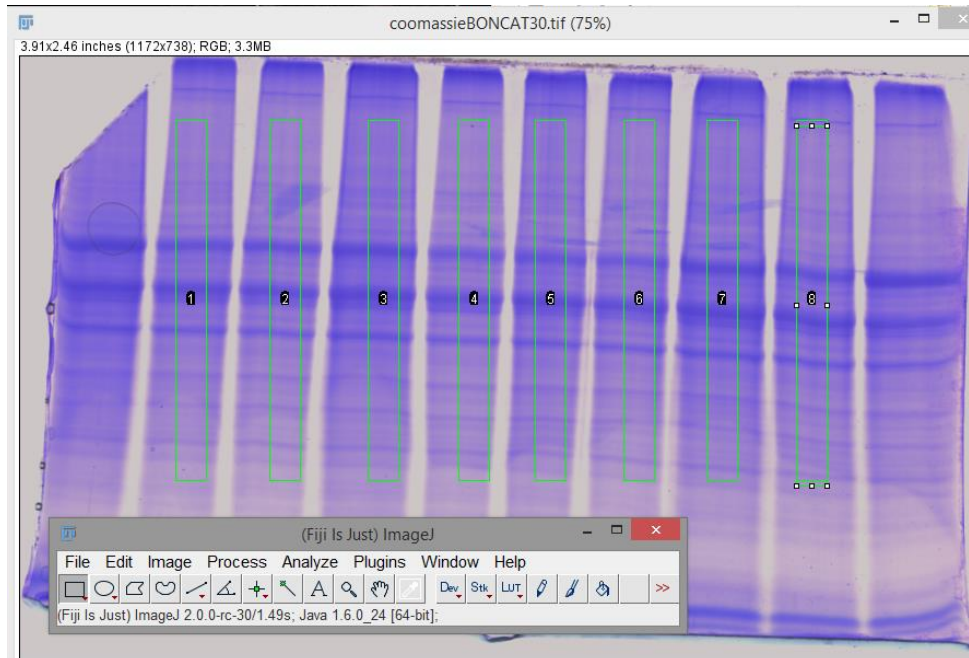 coomassieBONCAT30.tif (75%)
3.91x2.46 inches (1172x738); RGB; 3.3MB
1 2 3 4 5 6 7 8
(Fiji Is Just) ImageJ
File Edit Image Process Analyze Plugins Window Help
A Dev Stk LUT >>
(Fiji Is Just) ImageJ 2.0.0-rc-30/1.49s; Java 1.6.0_24 [64-bit];